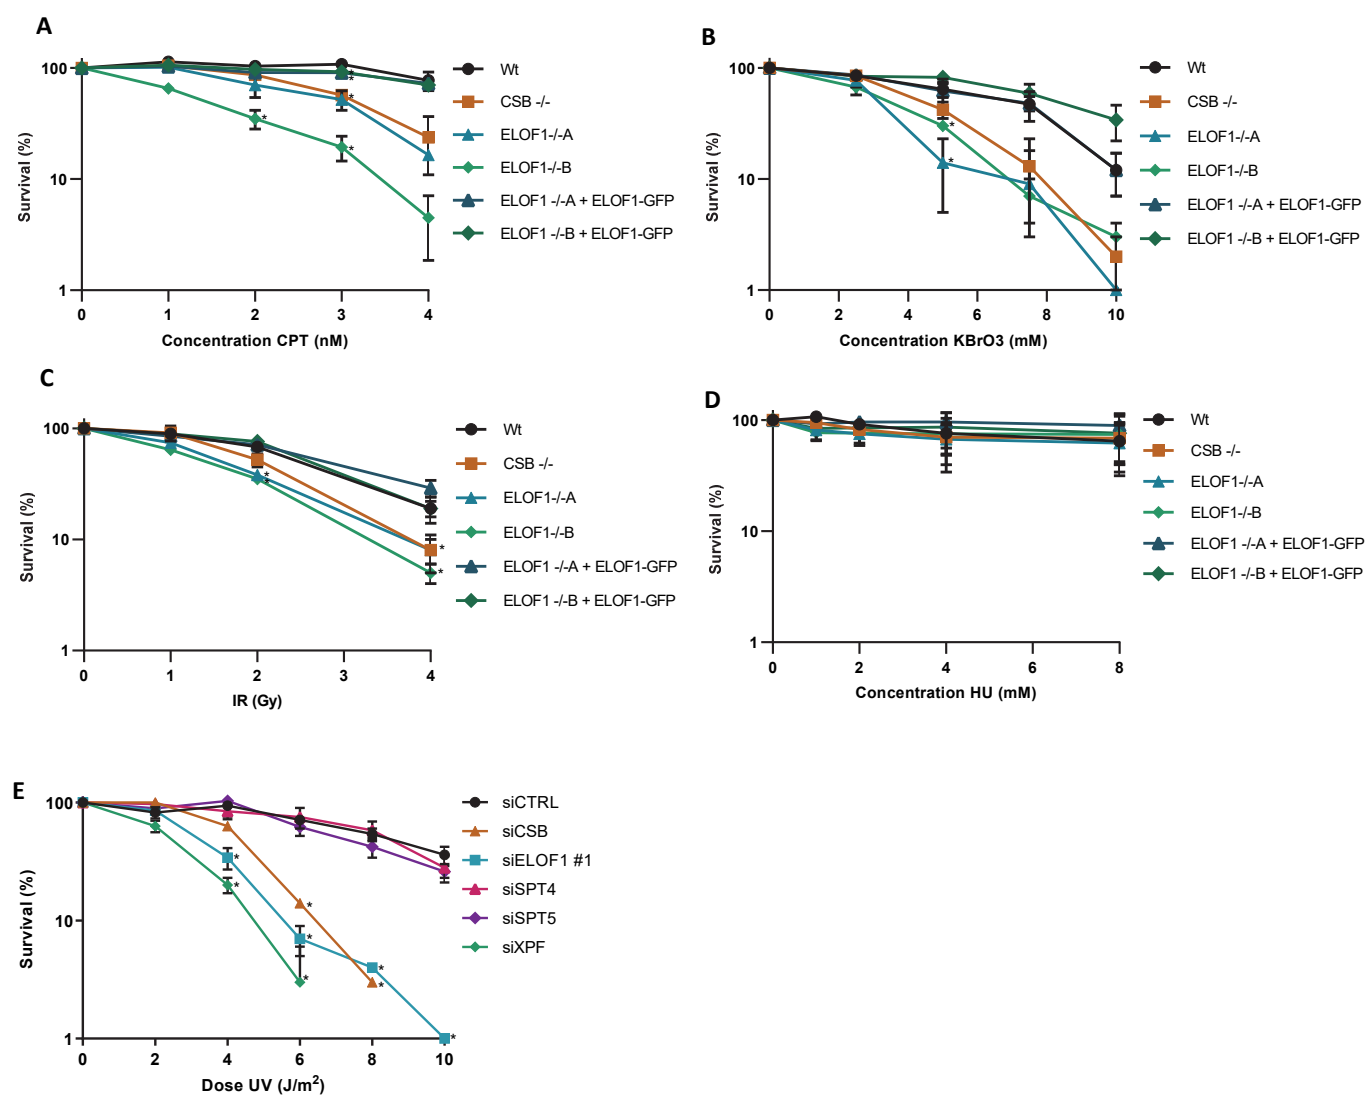 A
100
10
1
0 1 2 3 4
Survival (%)
Concentration CPT (nM)
*
*
*
*
*
Wt
CSB -/-
ELOF1-/-A
ELOF1-/-B
ELOF1 -/-A + ELOF1-GFP
ELOF1 -/-B + ELOF1-GFP
B
100
10
1
0 2 4 6 8 10
Survival (%)
Concentration KBrO3 (mM)
*
*
Wt
CSB -/-
ELOF1-/-A
ELOF1-/-B
ELOF1 -/-A + ELOF1-GFP
ELOF1 -/-B + ELOF1-GFP
C
100
10
1
0 1 2 3 4
Survival (%)
IR (Gy)
*
*
*
*
Wt
CSB -/-
ELOF1-/-A
ELOF1-/-B
ELOF1 -/-A + ELOF1-GFP
ELOF1 -/-B + ELOF1-GFP
D
100
10
1
0 2 4 6 8
Survival (%)
Concentration HU (mM)
Wt
CSB -/-
ELOF1-/-A
ELOF1-/-B
ELOF1 -/-A + ELOF1-GFP
ELOF1 -/-B + ELOF1-GFP
E
100
10
1
0 2 4 6 8 10
Survival (%)
Dose UV (J/m²)
*
*
*
*
*
*
*
*
siCTRL
siCSB
siELOF1 #1
siSPT4
siSPT5
siXPF